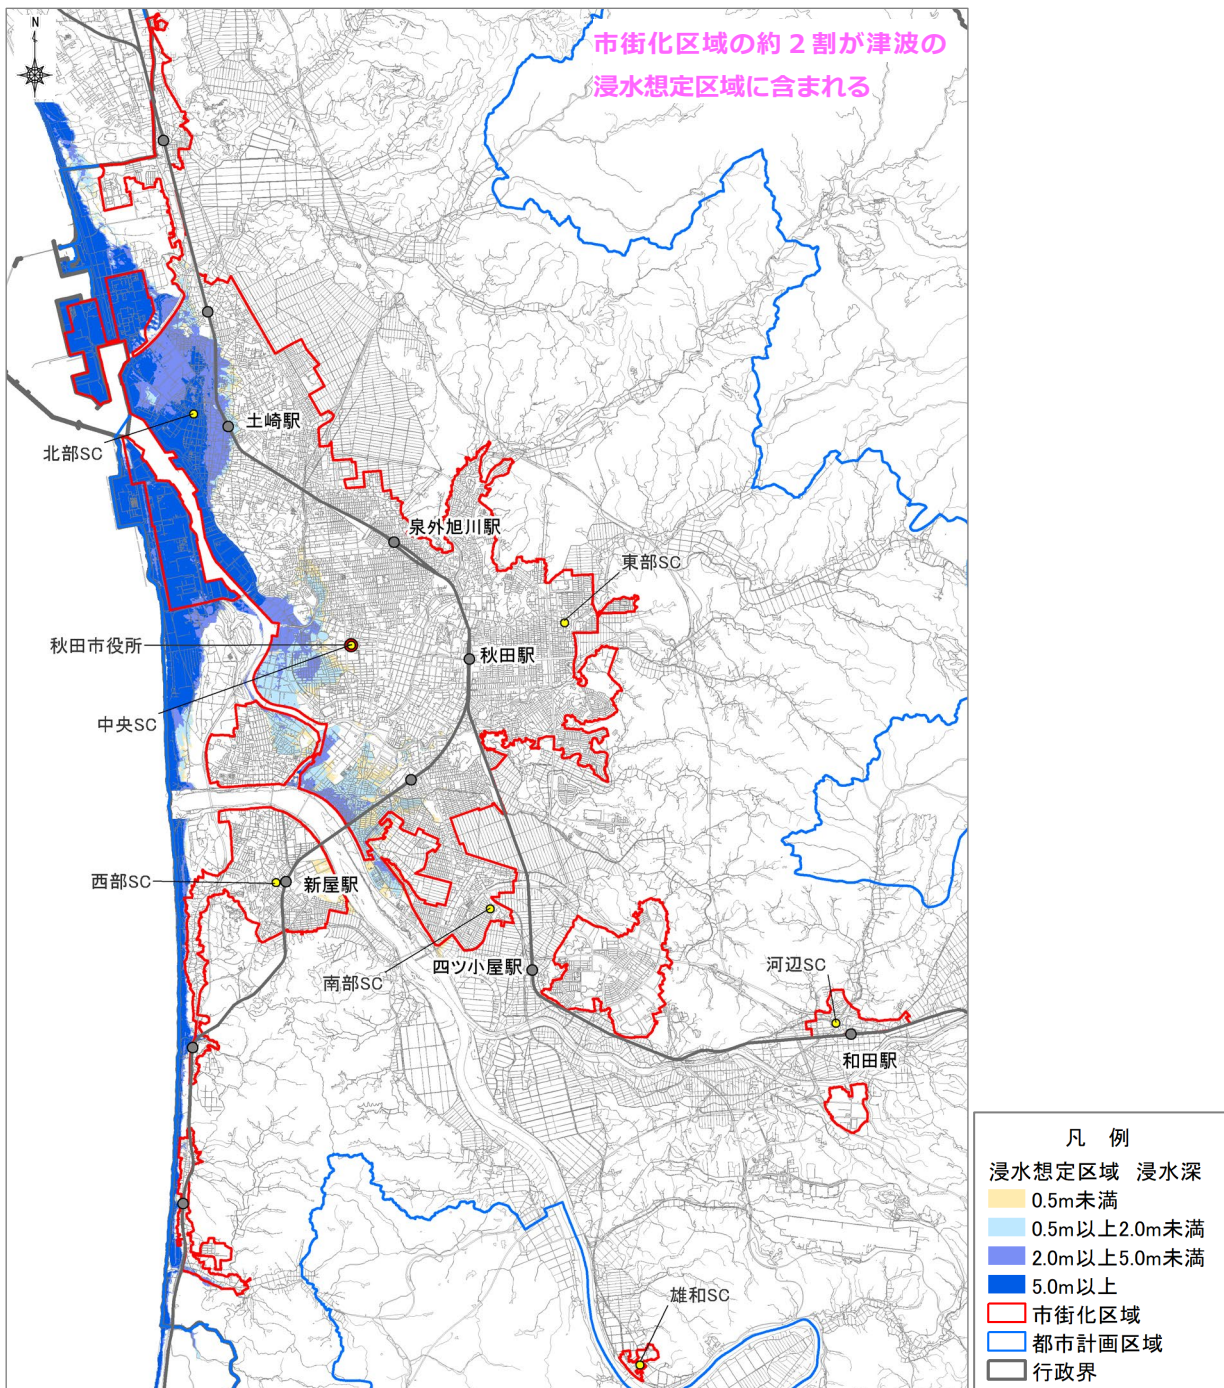 N
市街化区域の約２割が津波の
浸水想定区域に含まれる
土崎駅
北部SC
泉外旭川駅
東部SC
秋田市役所
秋田駅
中央SC
西部SC
新屋駅
南部SC
四ツ小屋駅
河辺SC
和田駅
雄和SC
凡　例
浸水想定区域　浸水深
0.5m未満
0.5m以上2.0m未満
2.0m以上5.0m未満
5.0m以上
市街化区域
都市計画区域
行政界